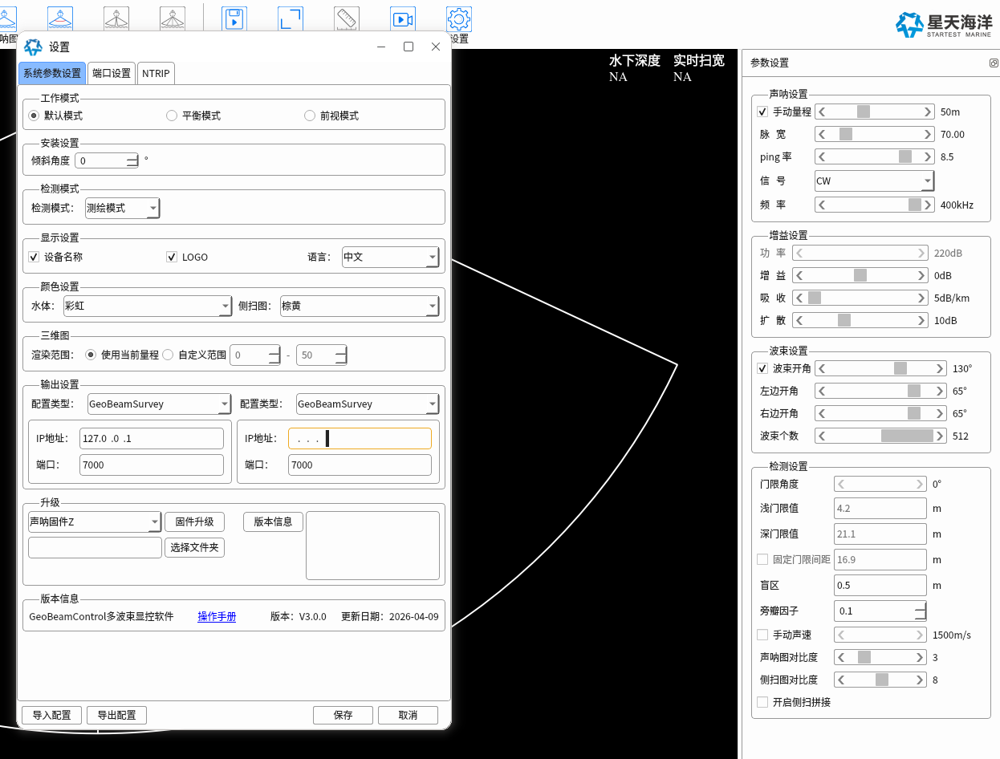 呐图
设置
星天海洋
STARTEST MARINE
设置
系统参数设置 端口设置 NTRIP
工作模式
默认模式 平衡模式 前视模式
安装设置
倾斜角度 0 °
检测模式
检测模式： 测绘模式
显示设置
设备名称 LOGO 语言： 中文
颜色设置
水体： 彩虹 侧扫图： 棕黄
三维图
渲染范围： 使用当前量程 自定义范围 0 - 50
输出设置
配置类型： GeoBeamSurvey 配置类型： GeoBeamSurvey
IP地址： 127.0 .0 .1 IP地址： . . .
端口： 7000 端口： 7000
升级
声呐固件Z 固件升级 版本信息
选择文件夹
版本信息
GeoBeamControl多波束显控软件 操作手册 版本：V3.0.0 更新日期：2026-04-09
导入配置 导出配置 保存 取消
水下深度 实时扫宽
NA NA
参数设置
声呐设置
手动量程 50m
脉 宽 70.00
ping 率 8.5
信 号 CW
频 率 400kHz
增益设置
功 率 220dB
增 益 0dB
吸 收 5dB/km
扩 散 10dB
波束设置
波束开角 130°
左边开角 65°
右边开角 65°
波束个数 512
检测设置
门限角度 0°
浅门限值 4.2 m
深门限值 21.1 m
固定门限间距 16.9 m
盲区 0.5 m
旁瓣因子 0.1
手动声速 1500m/s
声呐图对比度 3
侧扫图对比度 8
开启侧扫拼接